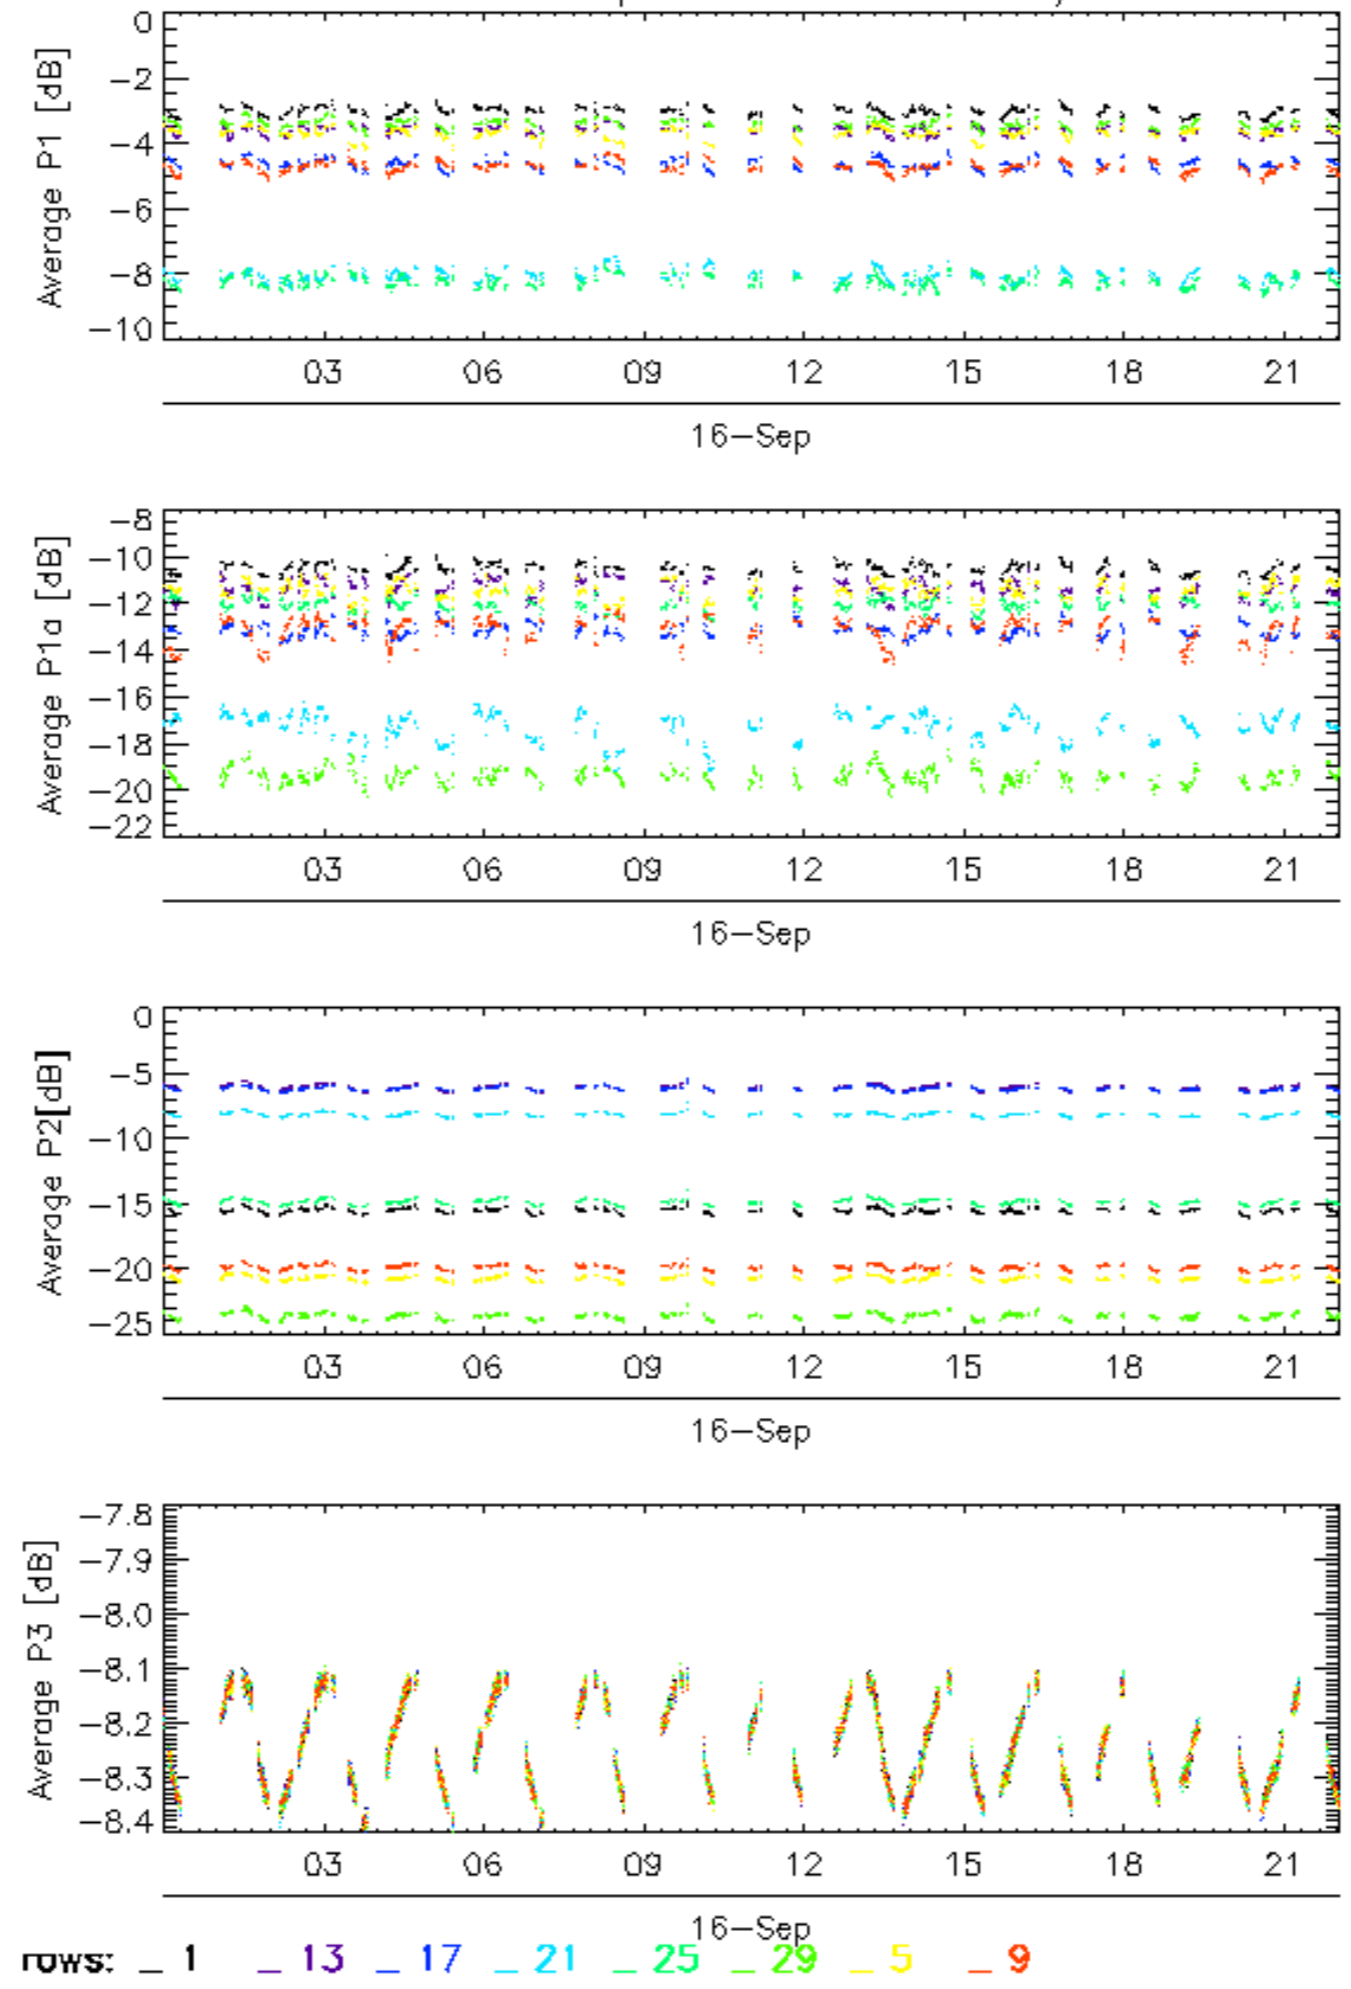 0
-2
-4
-6
-8
-10
Average P1 [dB]
03 06 09 12 15 18 21
16-Sep
-8
-10
-12
-14
-16
-18
-20
-22
Average P1a [dB]
03 06 09 12 15 18 21
16-Sep
0
-5
-10
-15
-20
-25
Average P2[dB]
03 06 09 12 15 18 21
16-Sep
-7.8
-7.9
-8.0
-8.1
-8.2
-8.3
-8.4
Average P3 [dB]
03 06 09 12 15 18 21
16-Sep
rows: _ 1 _ 13 _ 17 _ 21 _ 25 _ 29 _ 5 _ 9